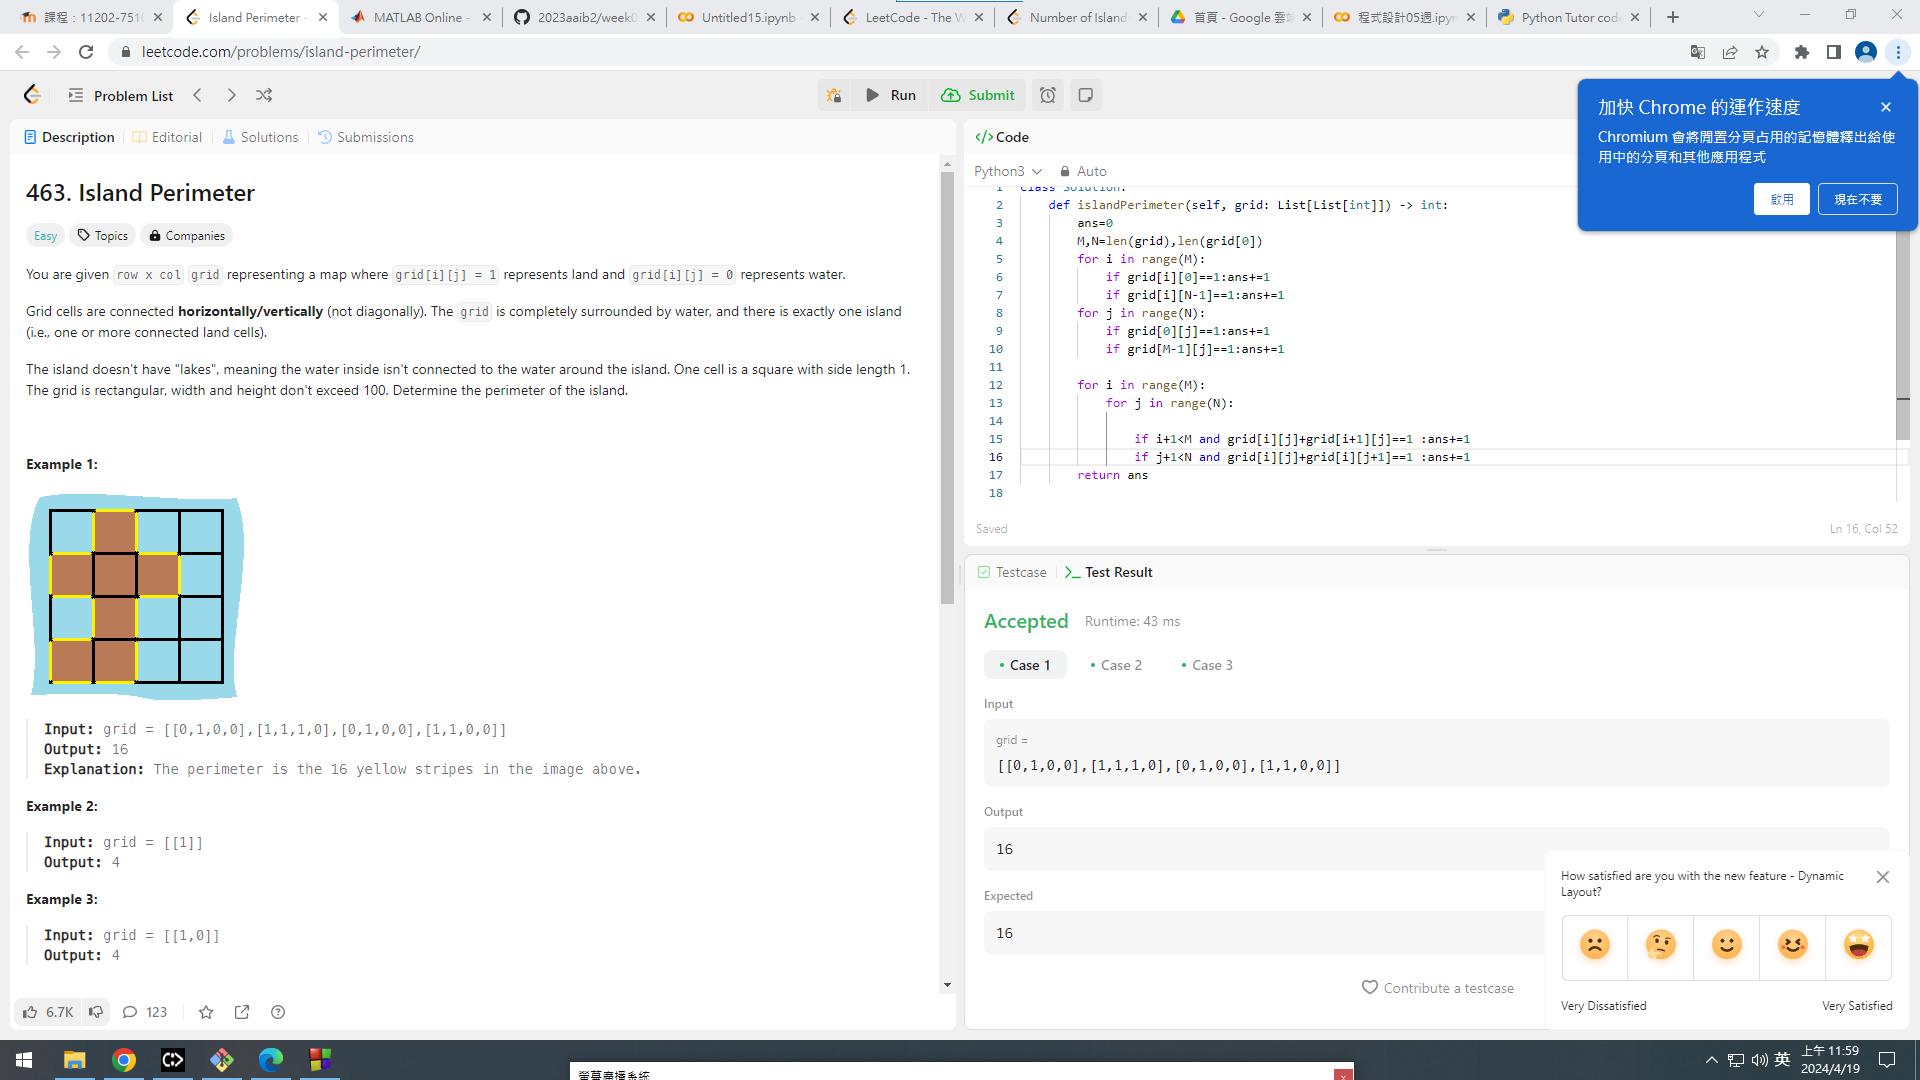 課程：11202-7510
Island Perimeter -
MATLAB Online -
2023aaib2/week0
Untitled15.ipynb -
LeetCode - The W
Number of Islands
首頁 - Google 雲端
程式設計05週.ipyn
Python Tutor code
leetcode.com/problems/island-perimeter/
Problem List
Run
Submit
加快 Chrome 的運作速度
Chromium 會將閒置分頁占用的記憶體釋出給使
用中的分頁和其他應用程式
啟用
現在不要
Description
Editorial
Solutions
Submissions
463. Island Perimeter
Easy
Topics
Companies
You are given row x col grid representing a map where grid[i][j] = 1 represents land and grid[i][j] = 0 represents water.
Grid cells are connected horizontally/vertically (not diagonally). The grid is completely surrounded by water, and there is exactly one island
(i.e., one or more connected land cells).
The island doesn't have "lakes", meaning the water inside isn't connected to the water around the island. One cell is a square with side length 1.
The grid is rectangular, width and height don't exceed 100. Determine the perimeter of the island.
Example 1:
Input: grid = [[0,1,0,0],[1,1,1,0],[0,1,0,0],[1,1,0,0]]
Output: 16
Explanation: The perimeter is the 16 yellow stripes in the image above.
Example 2:
Input: grid = [[1]]
Output: 4
Example 3:
Input: grid = [[1,0]]
Output: 4
6.7K
123
Code
Python3
Auto
1 class Solution:
2 def islandPerimeter(self, grid: List[List[int]]) -> int:
3 ans=0
4 M,N=len(grid),len(grid[0])
5 for i in range(M):
6 if grid[i][0]==1:ans+=1
7 if grid[i][N-1]==1:ans+=1
8 for j in range(N):
9 if grid[0][j]==1:ans+=1
10 if grid[M-1][j]==1:ans+=1
11
12 for i in range(M):
13 for j in range(N):
14
15 if i+1<M and grid[i][j]+grid[i+1][j]==1 :ans+=1
16 if j+1<N and grid[i][j]+grid[i][j+1]==1 :ans+=1
17 return ans
18
Saved
Ln 16, Col 52
Testcase
Test Result
Accepted
Runtime: 43 ms
Case 1
Case 2
Case 3
Input
grid =
[[0,1,0,0],[1,1,1,0],[0,1,0,0],[1,1,0,0]]
Output
16
Expected
16
Contribute a testcase
How satisfied are you with the new feature - Dynamic
Layout?
Very Dissatisfied
Very Satisfied
螢幕廣播系統
英
上午 11:59
2024/4/19